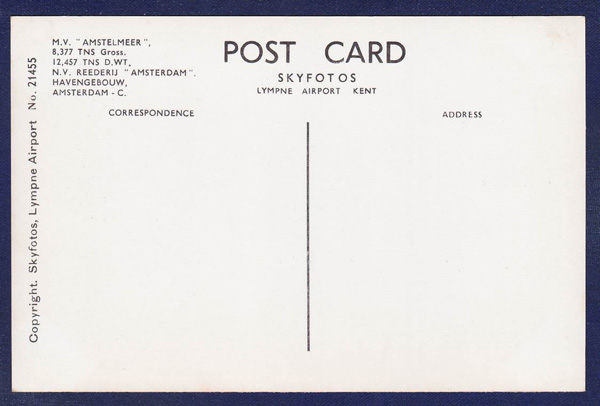 M.V. "AMSTELMEER",
8,377 TNS Gross.
12,457 TNS D.WT,
N.V. REEDERIJ "AMSTERDAM",
HAVENGEBOUW,
AMSTERDAM - C.
POST CARD
SKYFOTOS
LYMPNE AIRPORT KENT
CORRESPONDENCE
ADDRESS
Copyright. Skyfotos, Lympne Airport No. 21455